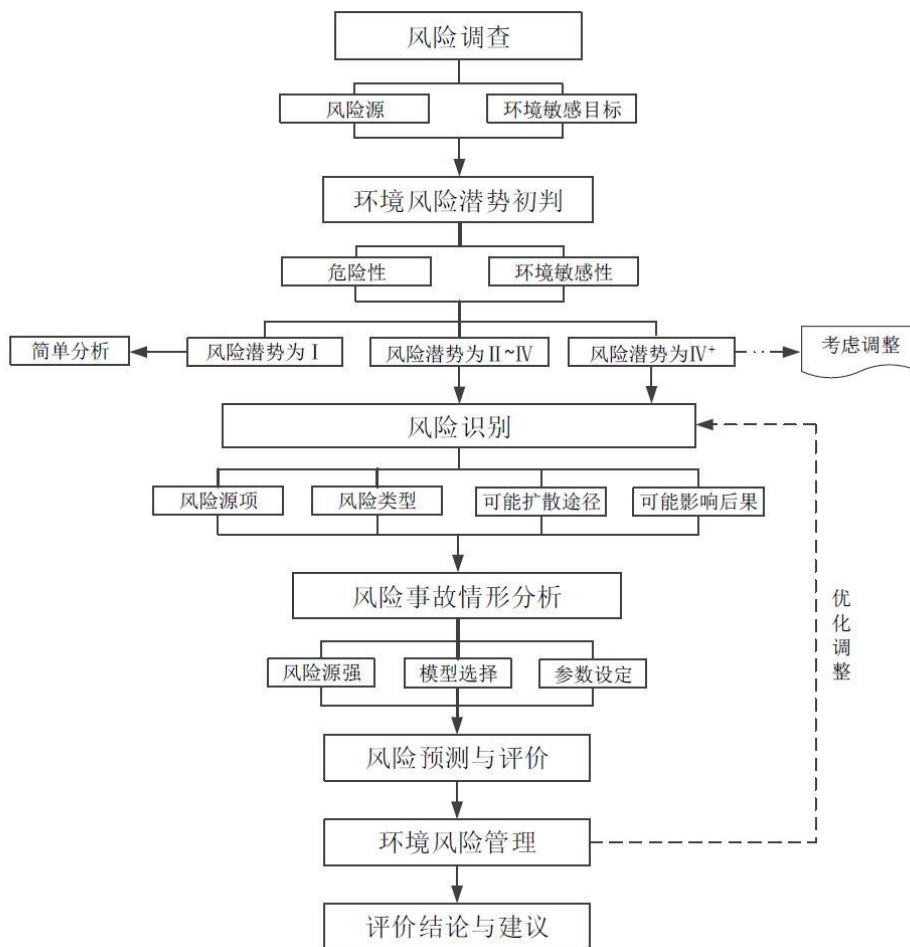 风险调查
风险源
环境敏感目标
环境风险潜势初判
危险性
环境敏感性
简单分析
风险潜势为Ⅰ
风险潜势为Ⅱ~Ⅳ
风险潜势为Ⅳ⁺
考虑调整
风险识别
风险源项
风险类型
可能扩散途径
可能影响后果
风险事故情形分析
优化调整
风险源强
模型选择
参数设定
风险预测与评价
环境风险管理
评价结论与建议